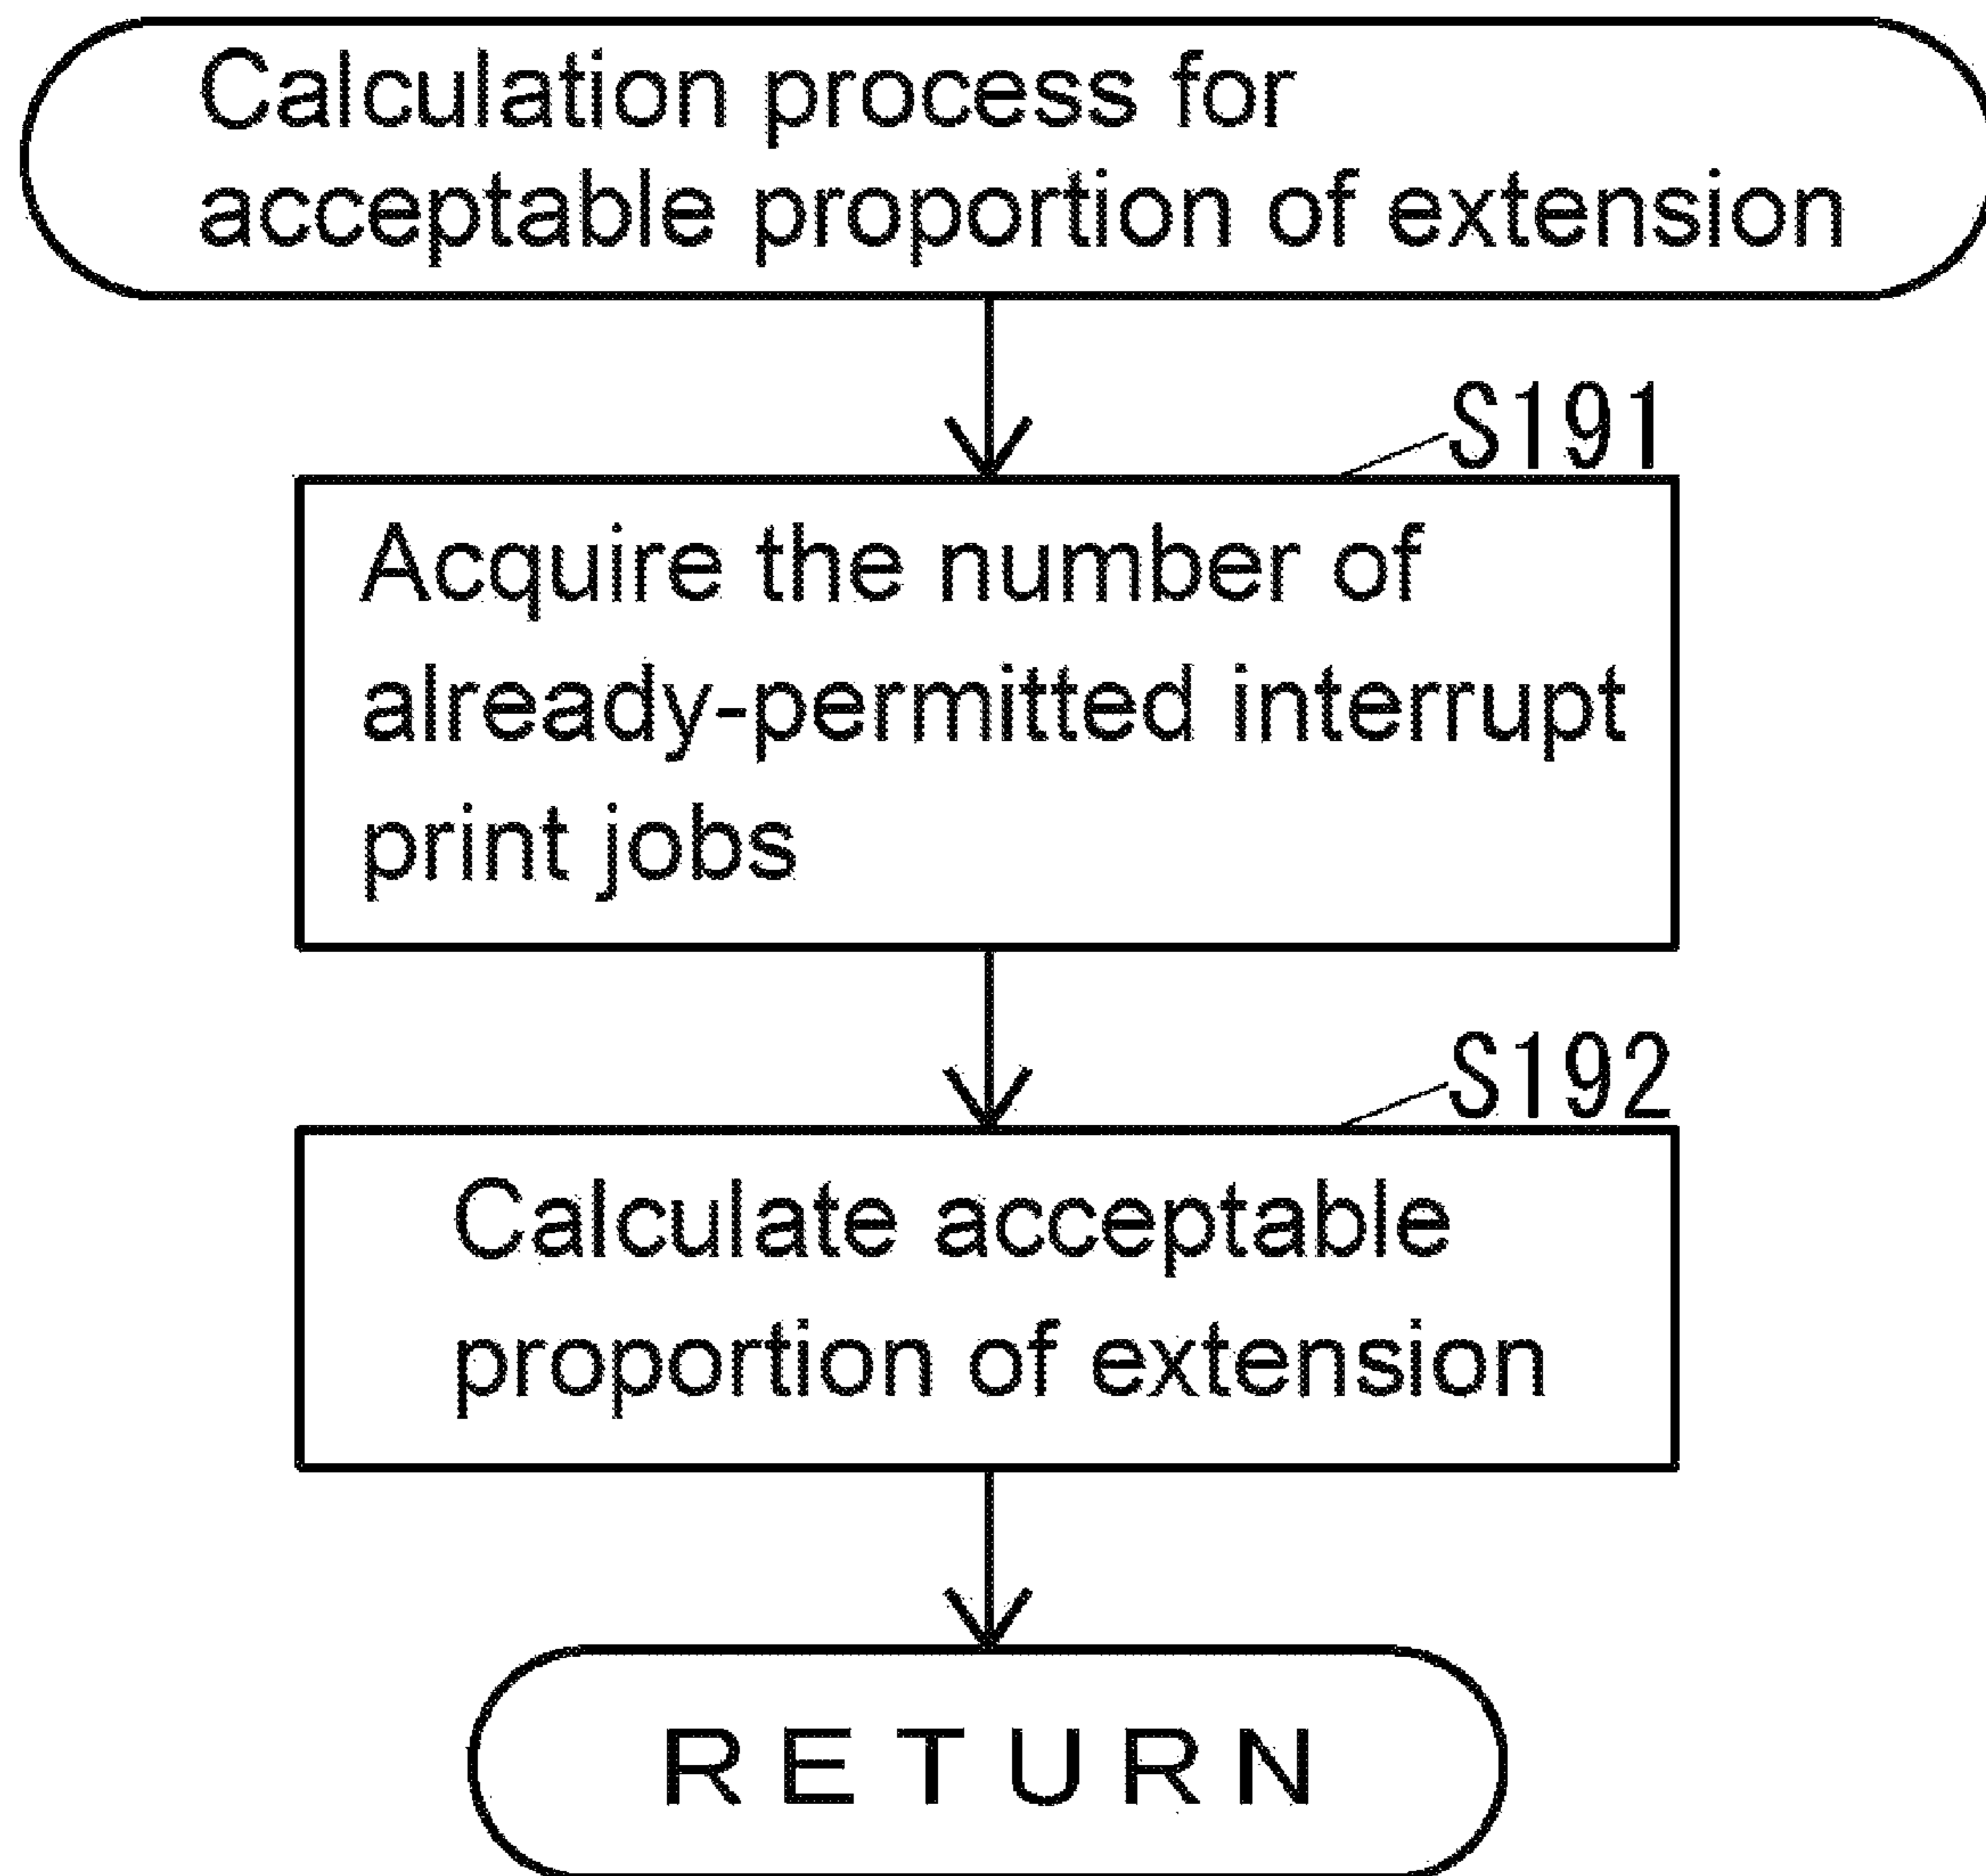 Calculation process for
acceptable proportion of extension
S191
Acquire the number of
already-permitted interrupt
print jobs
S192
Calculate acceptable
proportion of extension
RETURN